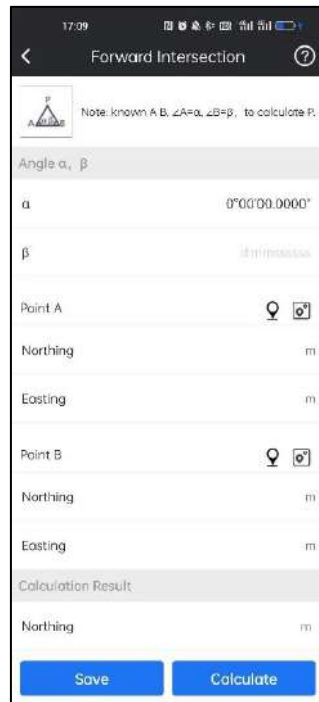 17:09
Forward Intersection
Note: known A B, ∠A=α, ∠B=β, to calculate P.
Angle α, β
α 0°00'00.0000"
β
Point A
Northing m
Easting m
Point B
Northing m
Easting m
Calculation Result
Northing m
Save Calculate